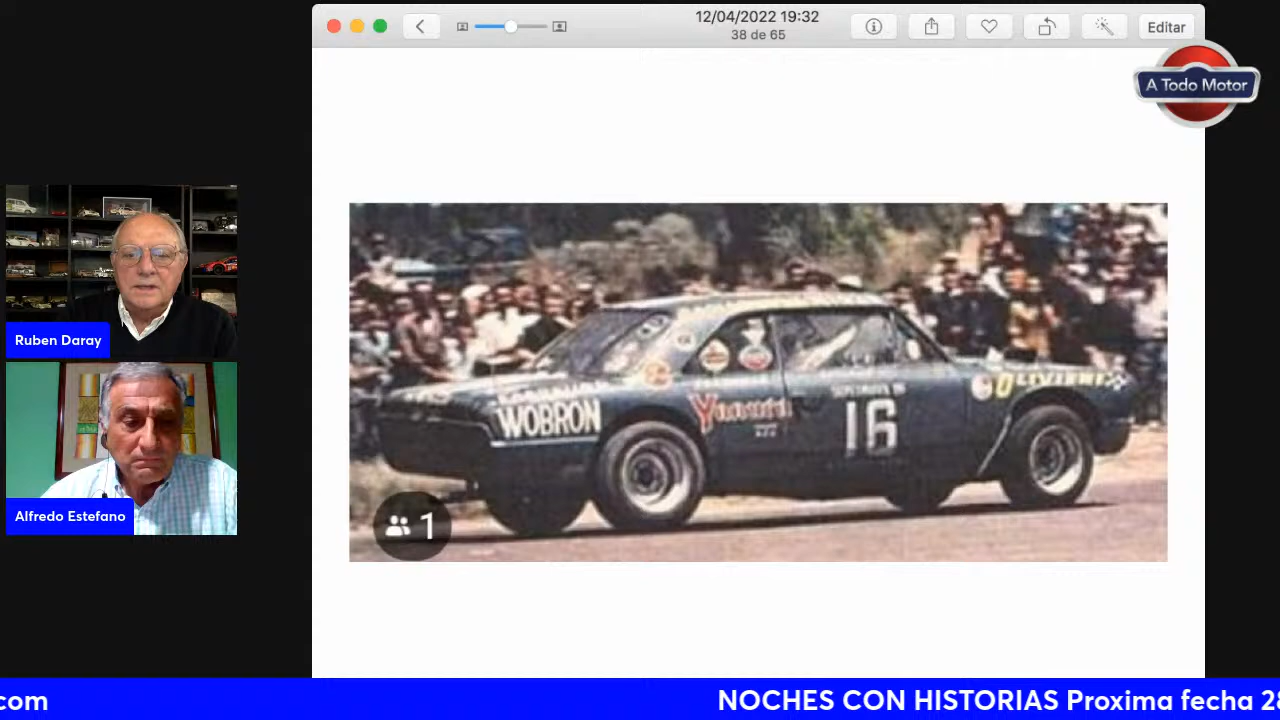 12/04/2022 19:32
38 de 65
Editar
A Todo Motor
Ruben Daray
Alfredo Estefano
WOBRON
16
OLIVIERI
1
.com
NOCHES CON HISTORIAS Proxima fecha 28